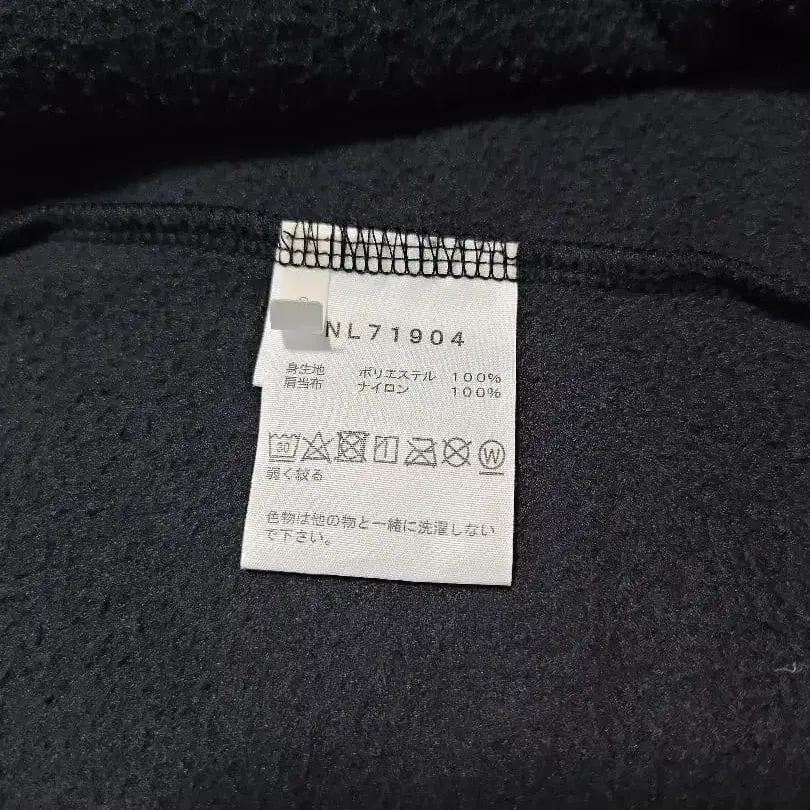 NL71904
身生地 ポリエステル 100%
肩当布 ナイロン 100%
30
W
弱く絞る
色物は他の物と一緒に洗濯しない
で下さい。